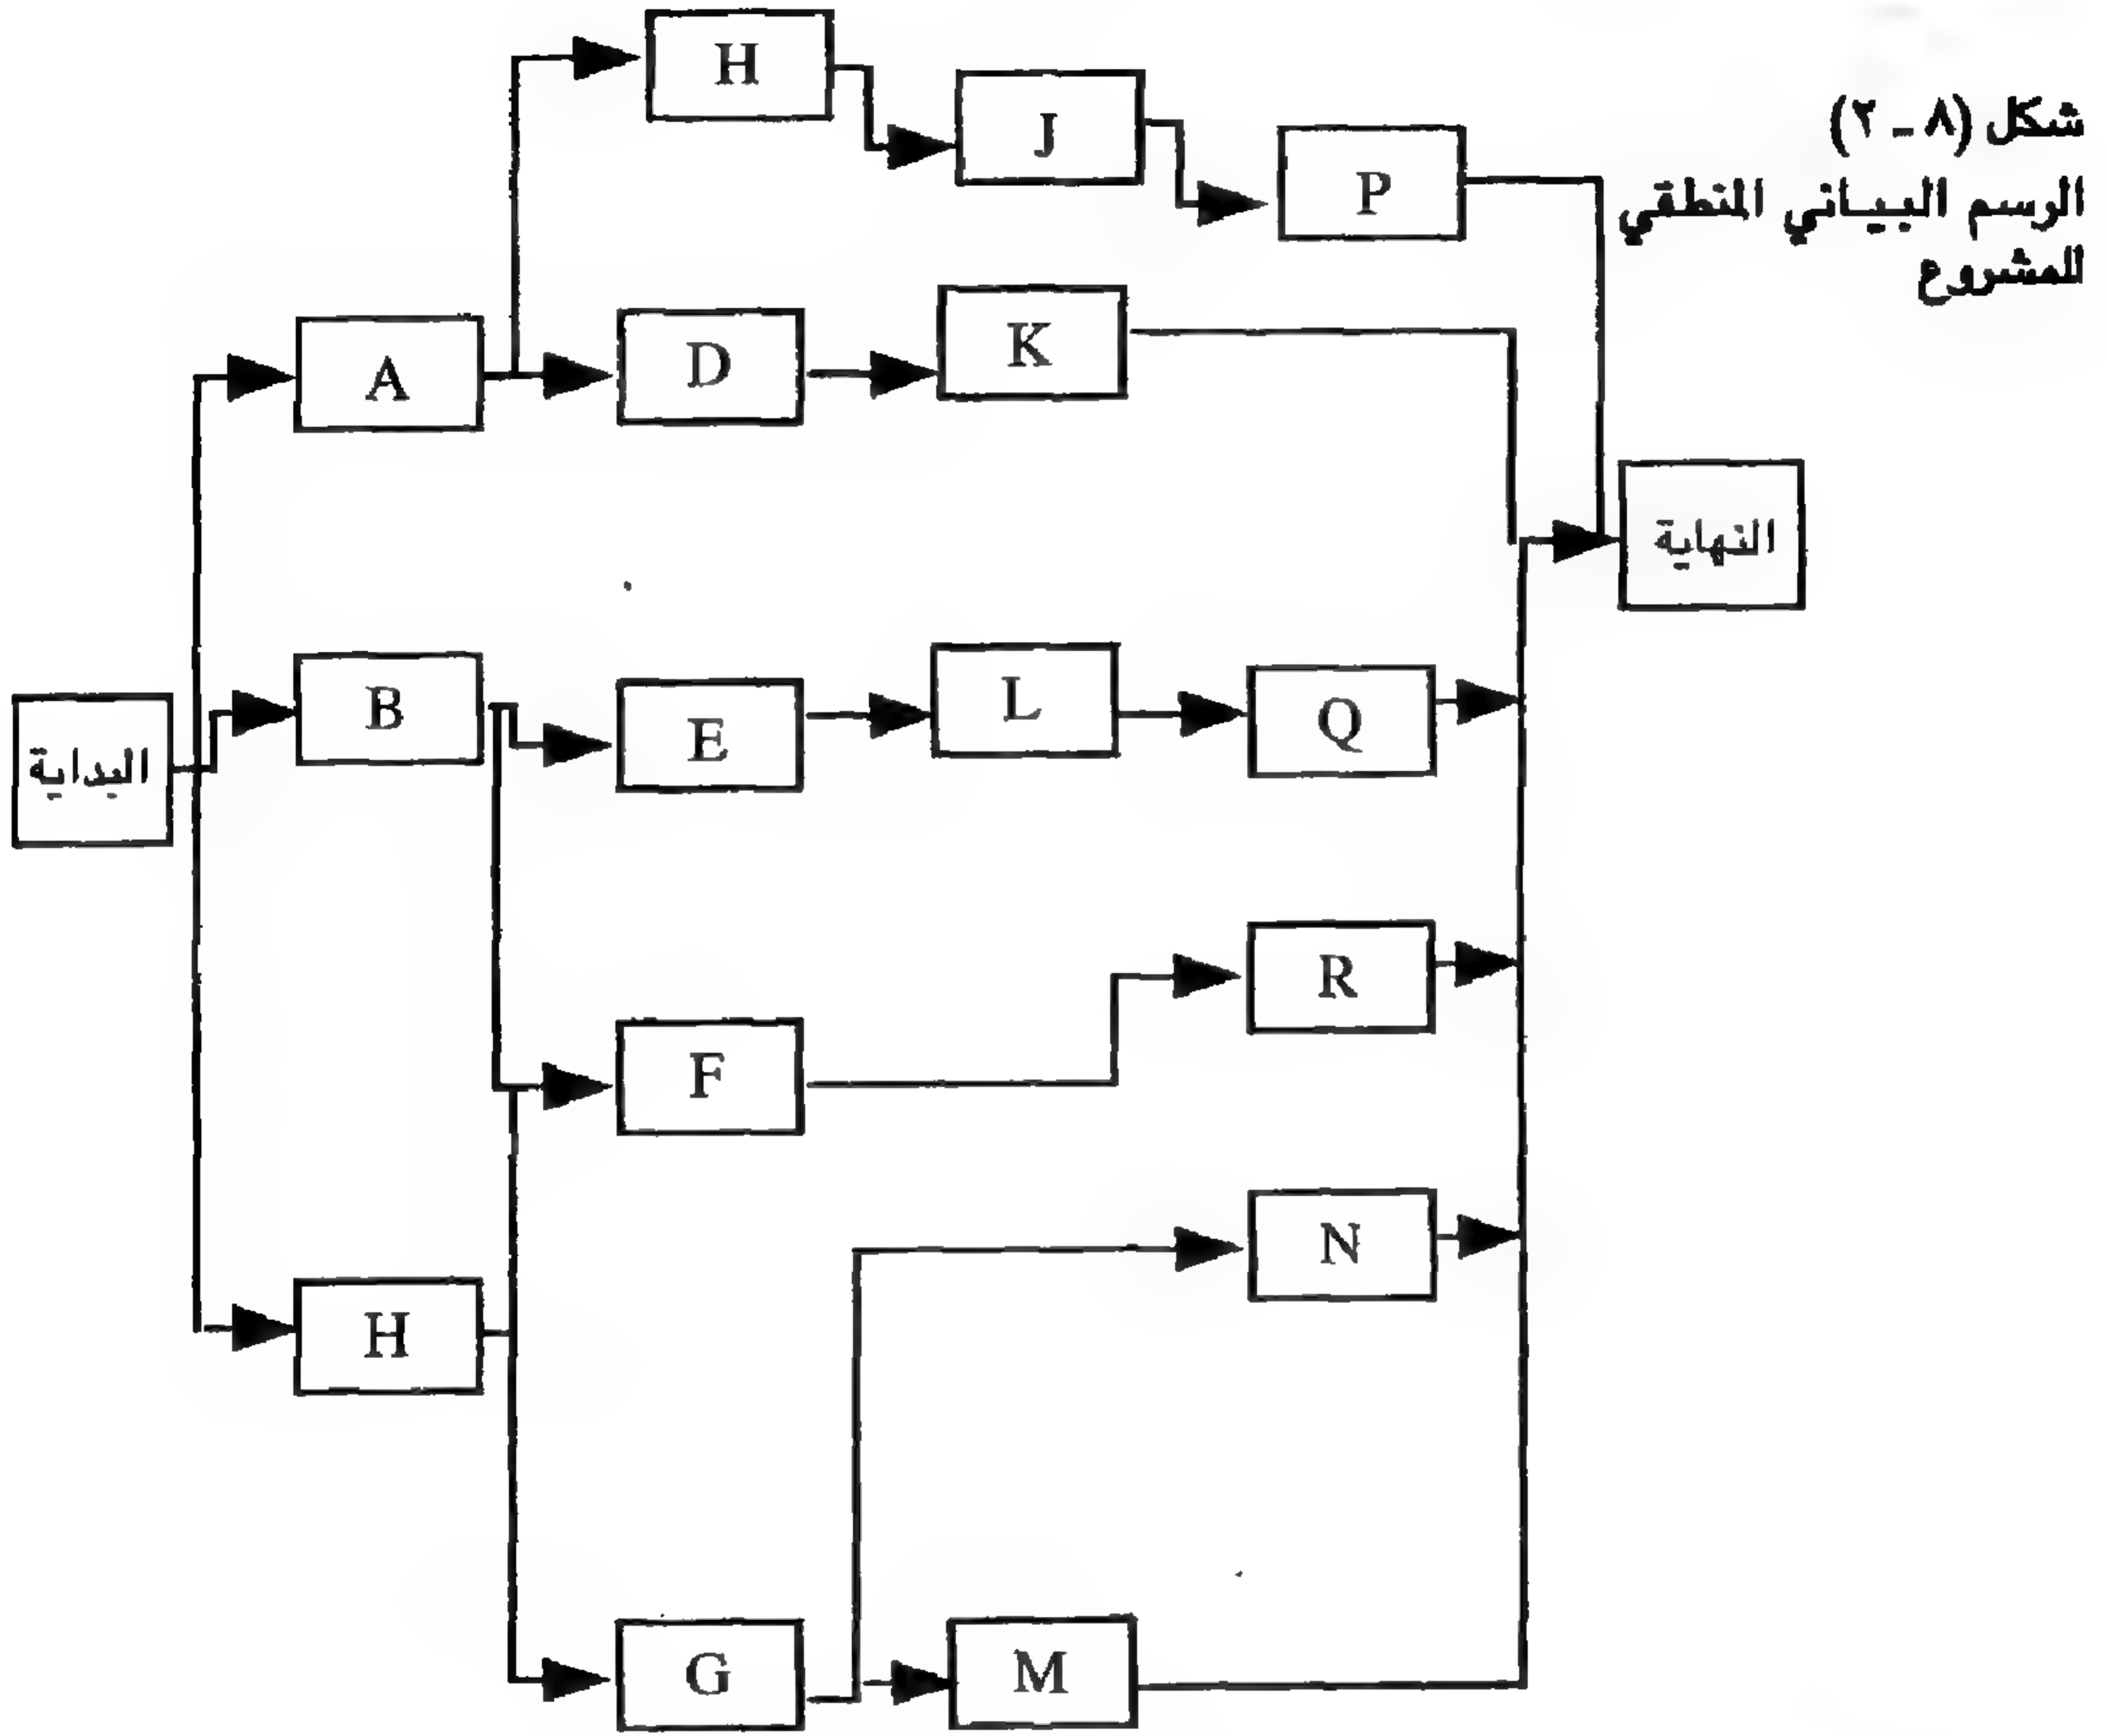 شكل (٨ - ٢)
الرسم البياني المنطقي
للمشروع
H
J
P
A
D
K
النهاية
B
E
L
Q
البداية
R
F
N
H
G
M